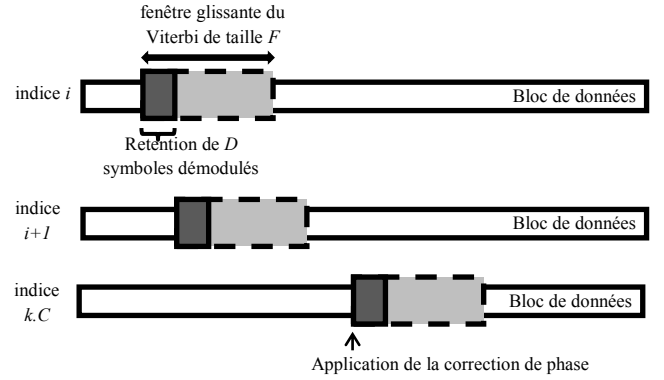 fenêtre glissante du
Viterbi de taille F
indice i
Bloc de données
Retention de D
symboles démodulés
indice
i+1
Bloc de données
indice
k.C
Bloc de données
Application de la correction de phase